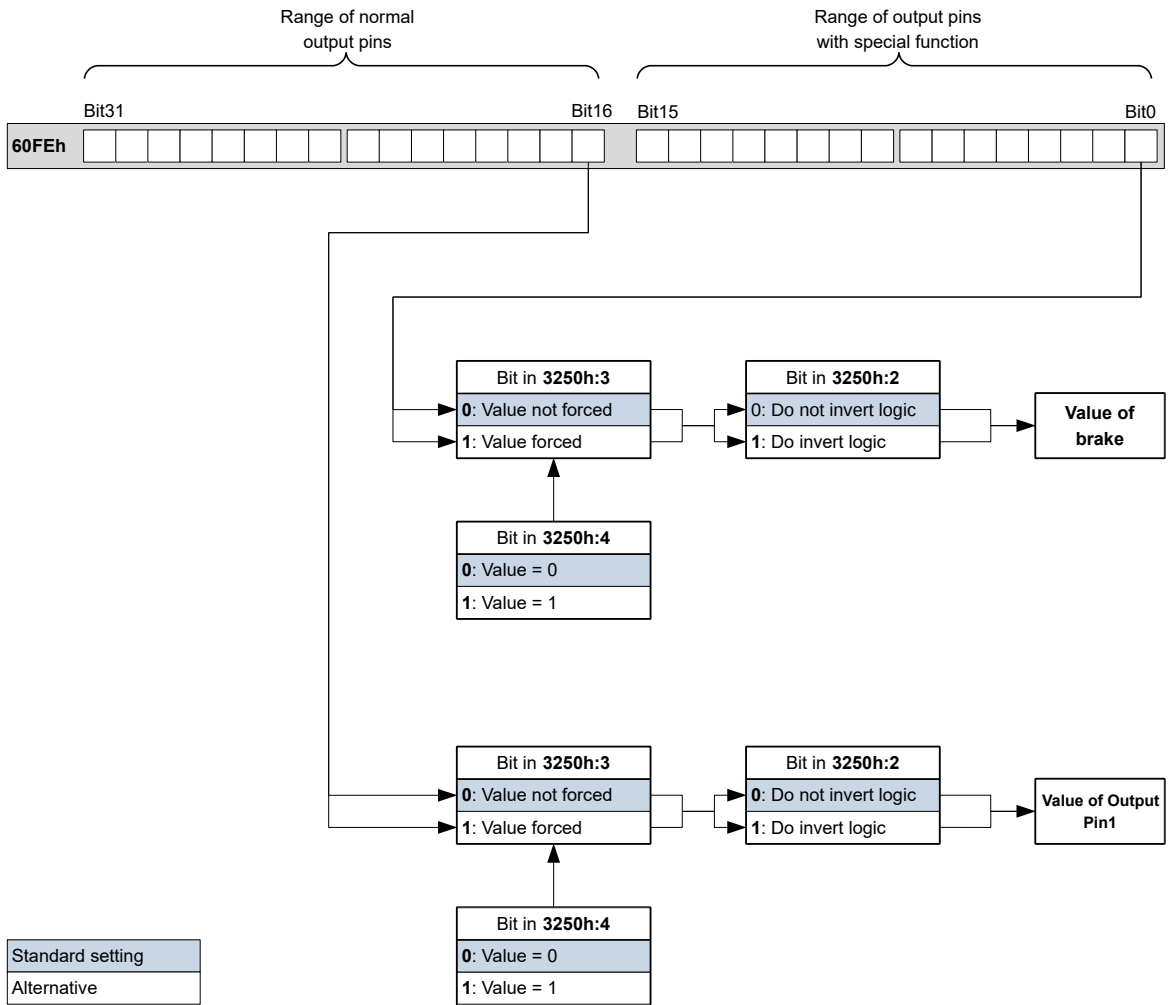 Range of normal
output pins
Range of output pins
with special function
Bit31
Bit16
Bit15
Bit0
60FEh
Bit in 3250h:3
0: Value not forced
1: Value forced
Bit in 3250h:2
0: Do not invert logic
1: Do invert logic
Value of
brake
Bit in 3250h:4
0: Value = 0
1: Value = 1
Bit in 3250h:3
0: Value not forced
1: Value forced
Bit in 3250h:2
0: Do not invert logic
1: Do invert logic
Value of Output
Pin1
Bit in 3250h:4
0: Value = 0
1: Value = 1
Standard setting
Alternative